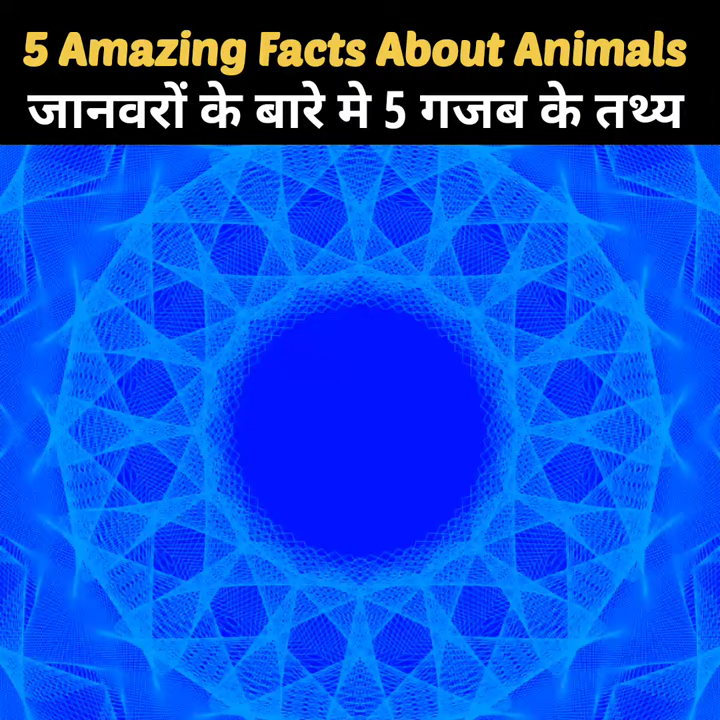 5 Amazing Facts About Animals
जानवरों के बारे मे 5 गजब के तथ्य